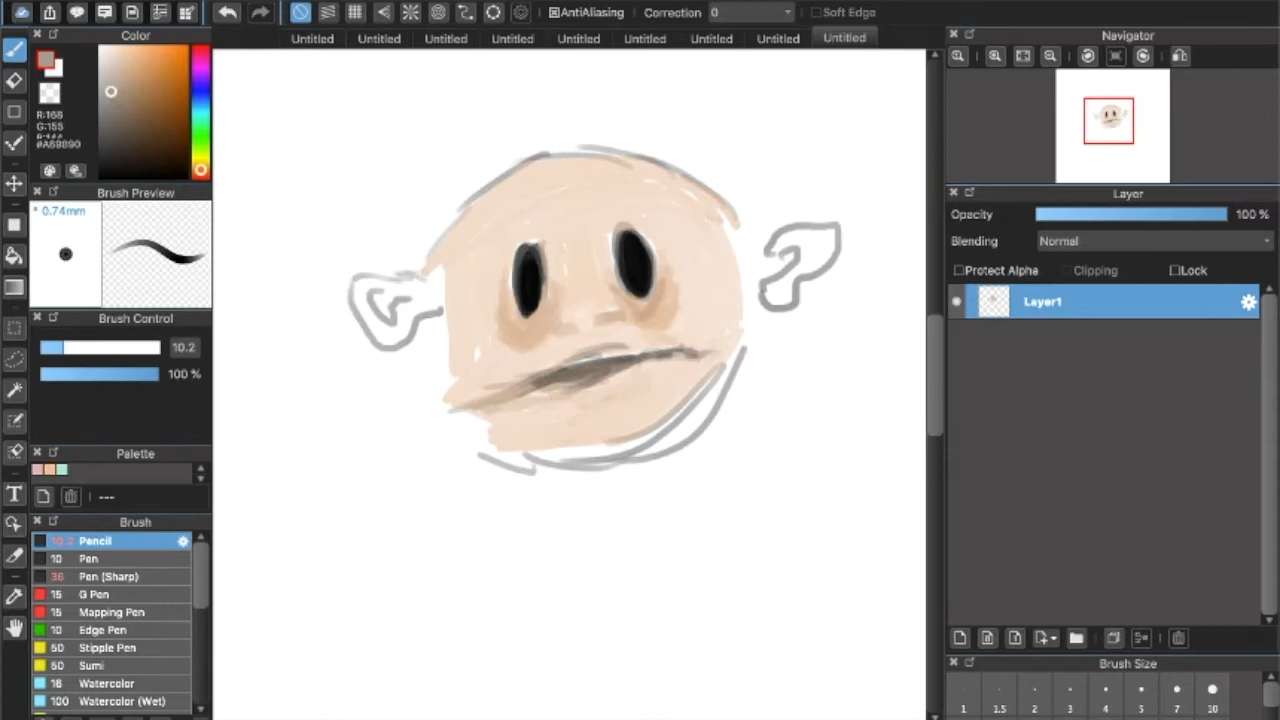 AntiAliasing Correction 0 Soft Edge
Untitled Untitled Untitled Untitled Untitled Untitled Untitled Untitled Untitled
Color
R:168
G:155
#A89B90
Brush Preview
* 0.74mm
Brush Control
10.2
100 %
Palette
---
Brush
10.2 Pencil
10 Pen
36 Pen (Sharp)
15 G Pen
15 Mapping Pen
10 Edge Pen
50 Stipple Pen
50 Sumi
16 Watercolor
100 Watercolor (Wet)
T
Navigator
Layer
Opacity 100 %
Blending Normal
Protect Alpha Clipping Lock
Layer1
Brush Size
1 1.5 2 3 4 5 7 10